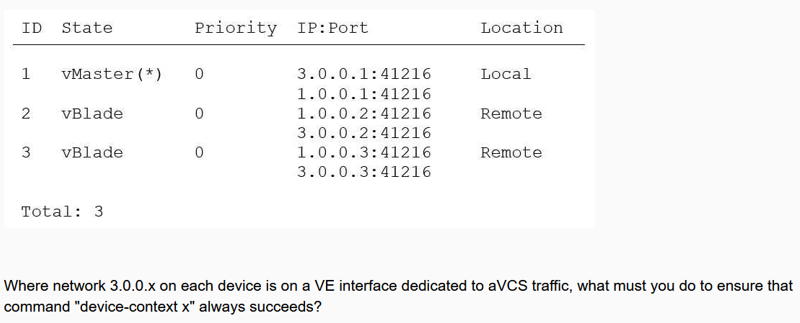 ID State Priority IP:Port Location
1 vMaster(*) 0 3.0.0.1:41216 Local
1.0.0.1:41216
2 vBlade 0 1.0.0.2:41216 Remote
3.0.0.2:41216
3 vBlade 0 1.0.0.3:41216 Remote
3.0.0.3:41216
Total: 3
Where network 3.0.0.x on each device is on a VE interface dedicated to aVCS traffic, what must you do to ensure that
command "device-context x" always succeeds?